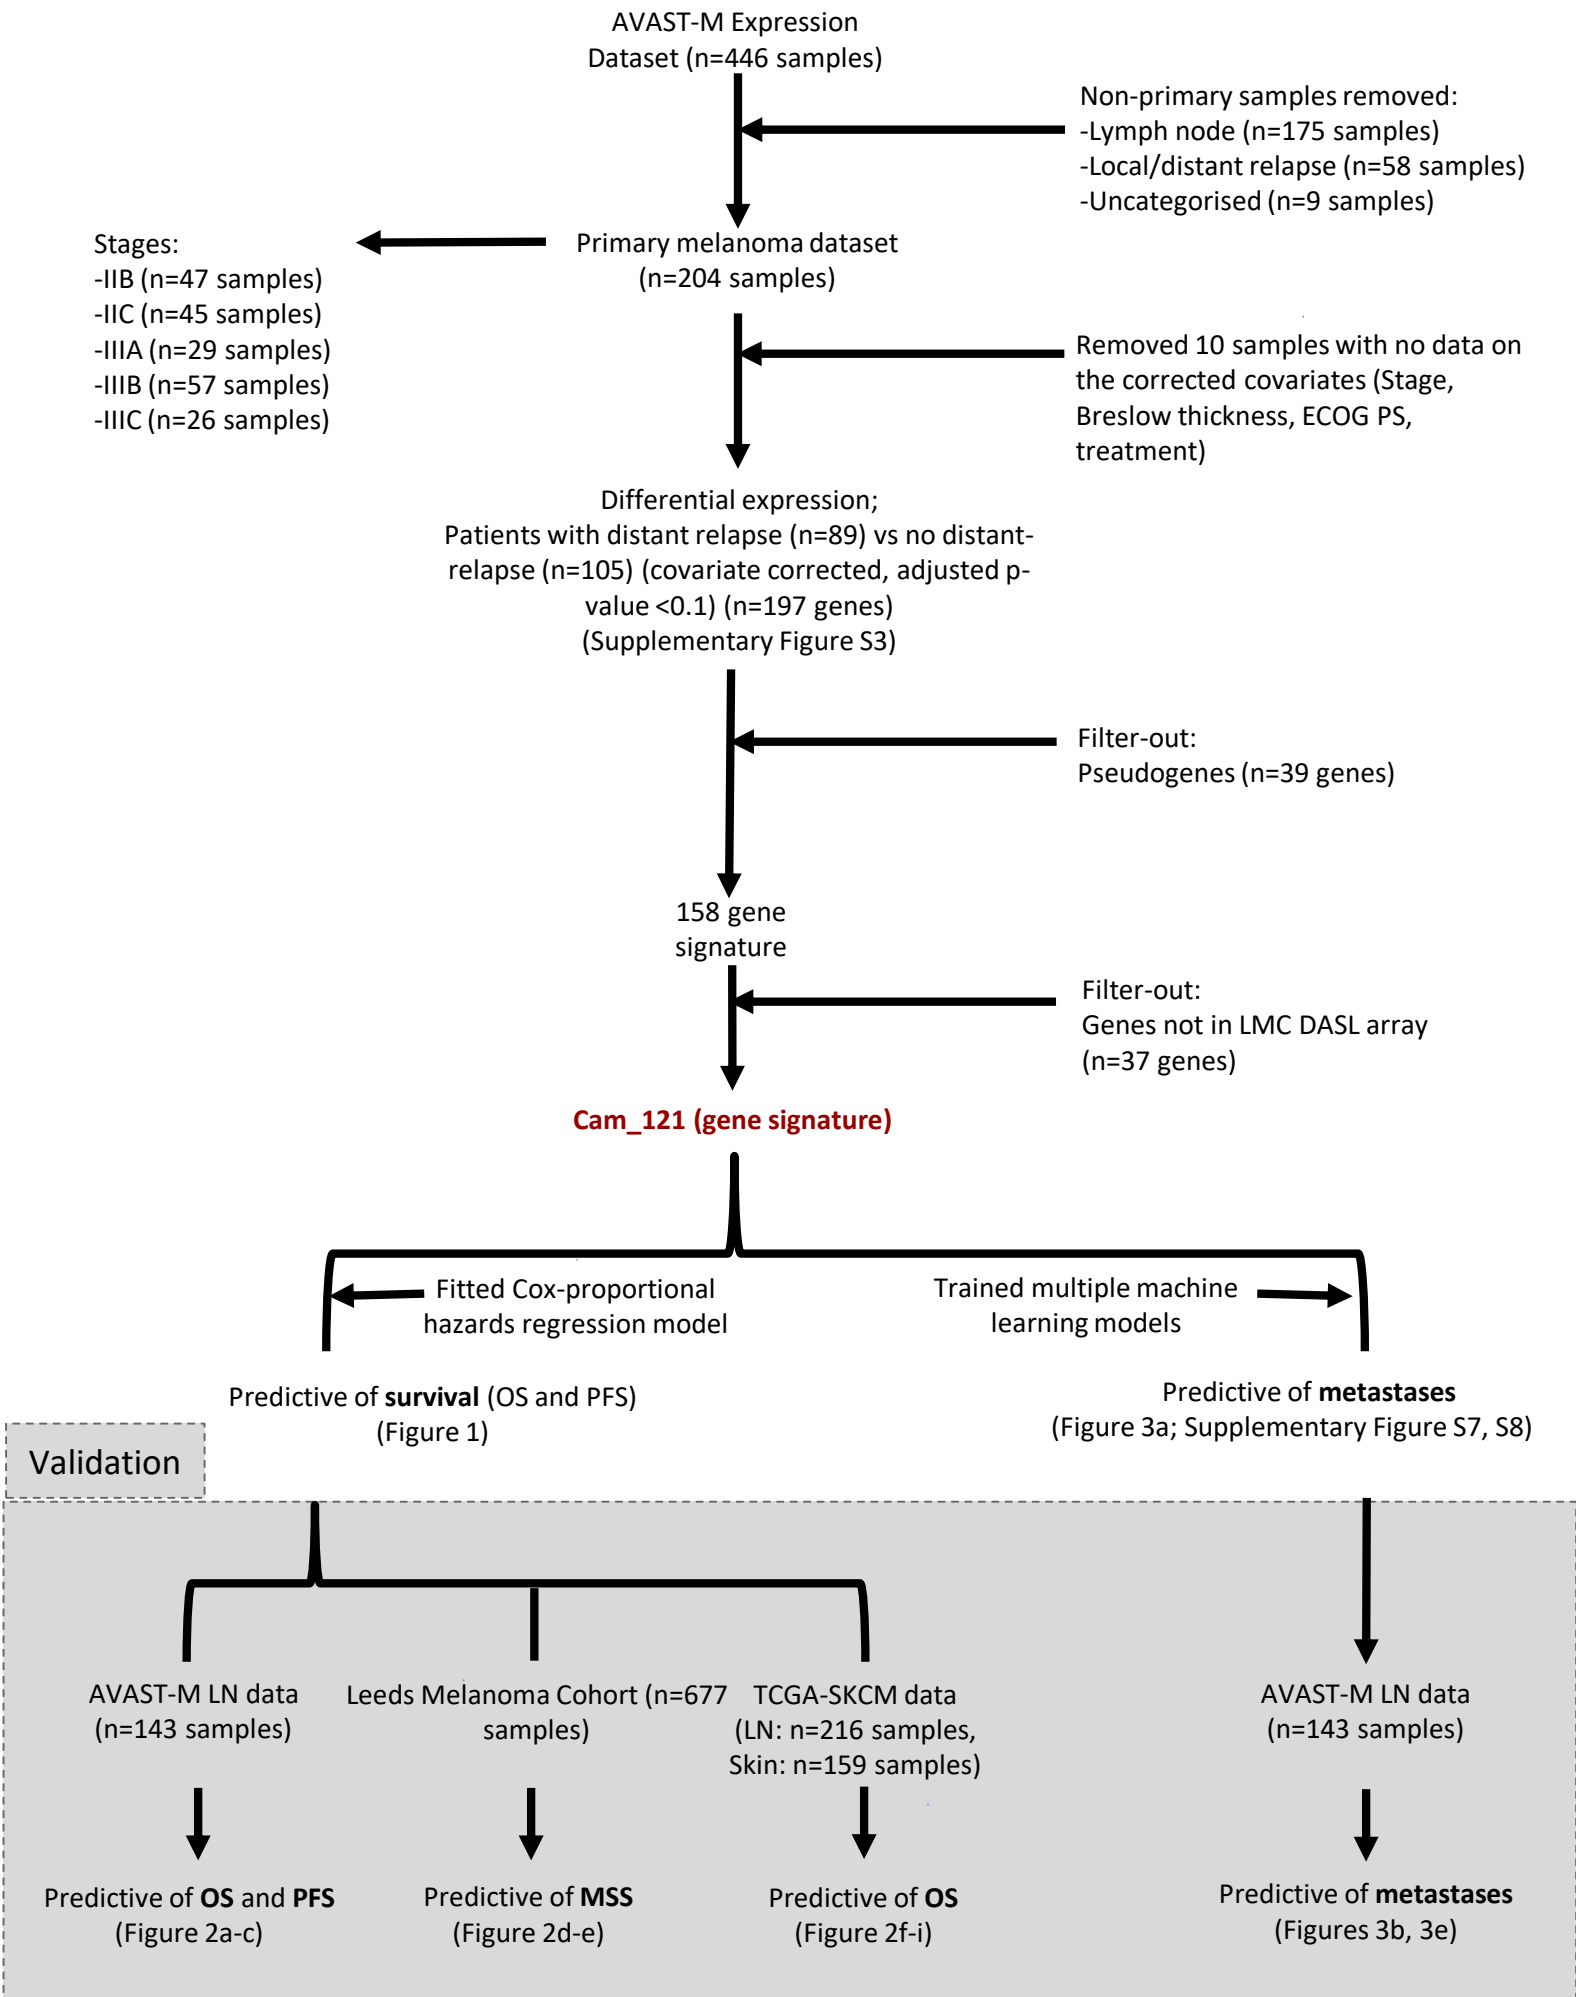 AVAST-M Expression
Dataset (n=446 samples)
Non-primary samples removed:
-Lymph node (n=175 samples)
-Local/distant relapse (n=58 samples)
-Uncategorised (n=9 samples)
Stages:
-IIB (n=47 samples)
-IIC (n=45 samples)
-IIIA (n=29 samples)
-IIIB (n=57 samples)
-IIIC (n=26 samples)
Primary melanoma dataset
(n=204 samples)
Removed 10 samples with no data on
the corrected covariates (Stage,
Breslow thickness, ECOG PS,
treatment)
Differential expression;
Patients with distant relapse (n=89) vs no distant-
relapse (n=105) (covariate corrected, adjusted p-
value <0.1) (n=197 genes)
(Supplementary Figure S3)
Filter-out:
Pseudogenes (n=39 genes)
158 gene
signature
Filter-out:
Genes not in LMC DASL array
(n=37 genes)
Cam_121 (gene signature)
Fitted Cox-proportional
hazards regression model
Trained multiple machine
learning models
Predictive of survival (OS and PFS)
(Figure 1)
Predictive of metastases
(Figure 3a; Supplementary Figure S7, S8)
Validation
AVAST-M LN data
(n=143 samples)
Leeds Melanoma Cohort (n=677
samples)
TCGA-SKCM data
(LN: n=216 samples,
Skin: n=159 samples)
AVAST-M LN data
(n=143 samples)
Predictive of OS and PFS
(Figure 2a-c)
Predictive of MSS
(Figure 2d-e)
Predictive of OS
(Figure 2f-i)
Predictive of metastases
(Figures 3b, 3e)